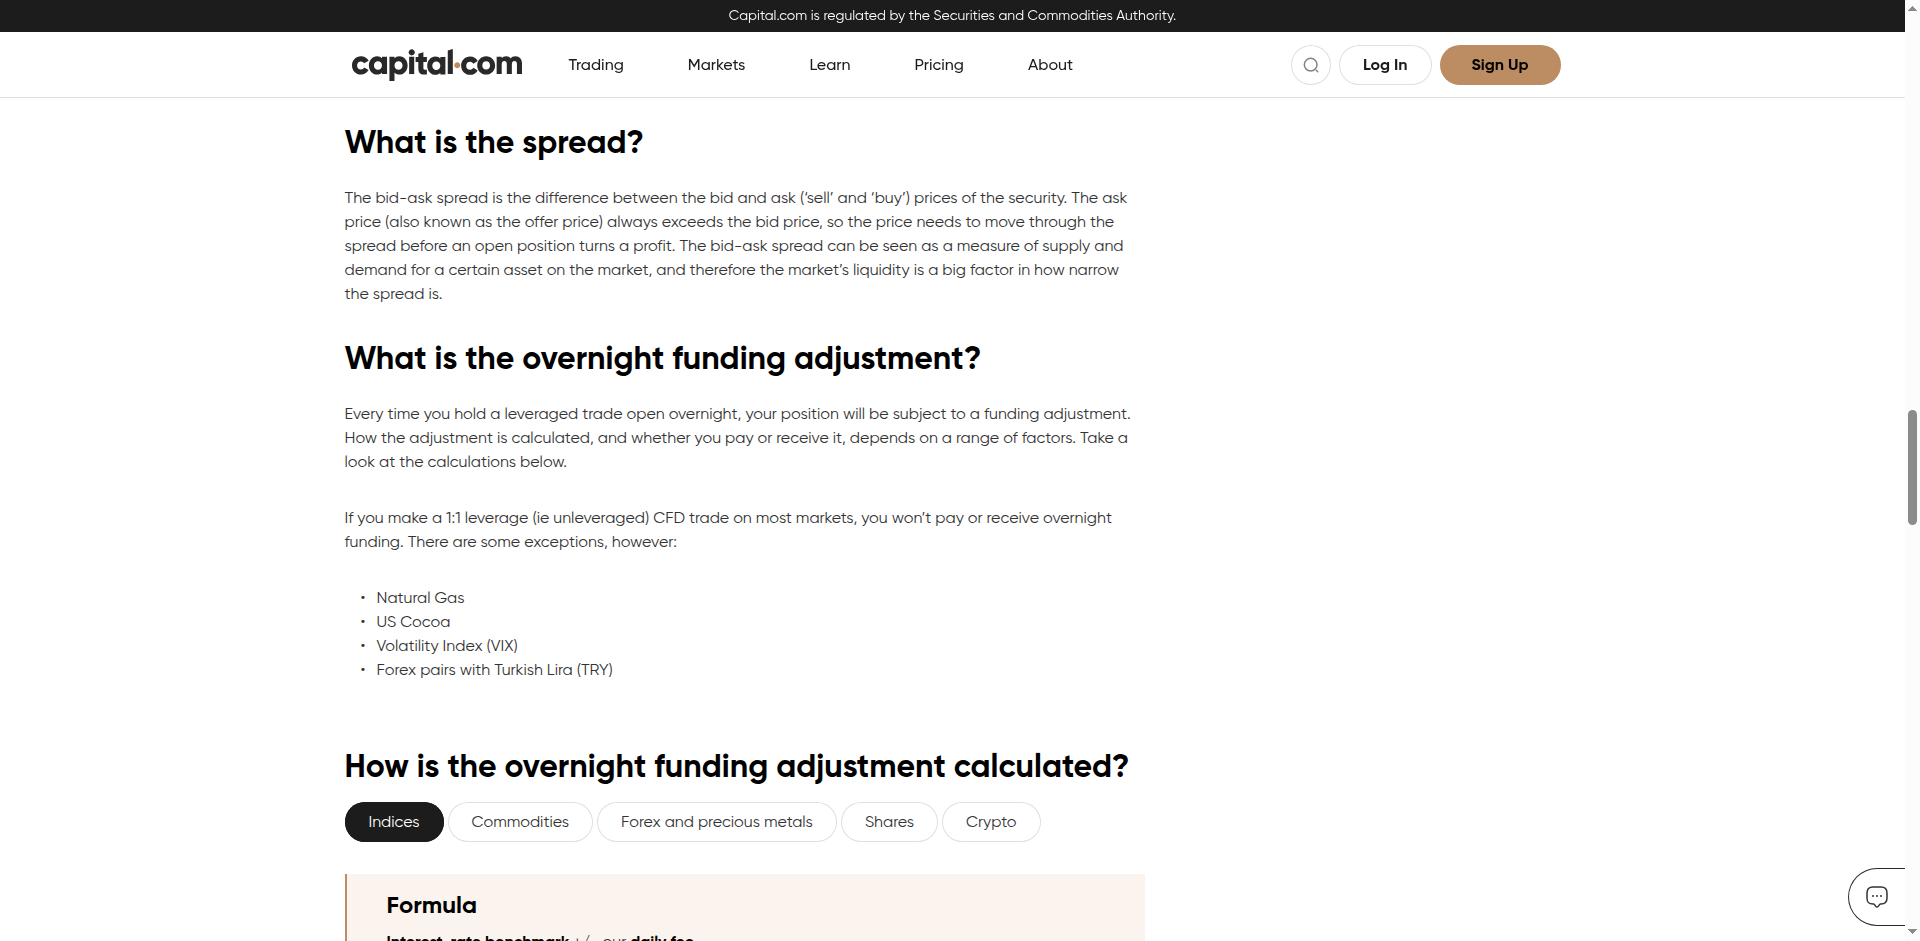 Capital.com is regulated by the Securities and Commodities Authority.
capital.com Trading Markets Learn Pricing About Log In Sign Up
What is the spread?
The bid-ask spread is the difference between the bid and ask (‘sell’ and ‘buy’) prices of the security. The ask
price (also known as the offer price) always exceeds the bid price, so the price needs to move through the
spread before an open position turns a profit. The bid-ask spread can be seen as a measure of supply and
demand for a certain asset on the market, and therefore the market’s liquidity is a big factor in how narrow
the spread is.
What is the overnight funding adjustment?
Every time you hold a leveraged trade open overnight, your position will be subject to a funding adjustment.
How the adjustment is calculated, and whether you pay or receive it, depends on a range of factors. Take a
look at the calculations below.
If you make a 1:1 leverage (ie unleveraged) CFD trade on most markets, you won’t pay or receive overnight
funding. There are some exceptions, however:
• Natural Gas
• US Cocoa
• Volatility Index (VIX)
• Forex pairs with Turkish Lira (TRY)
How is the overnight funding adjustment calculated?
Indices Commodities Forex and precious metals Shares Crypto
Formula
Interest-rate benchmark +/- our daily fee